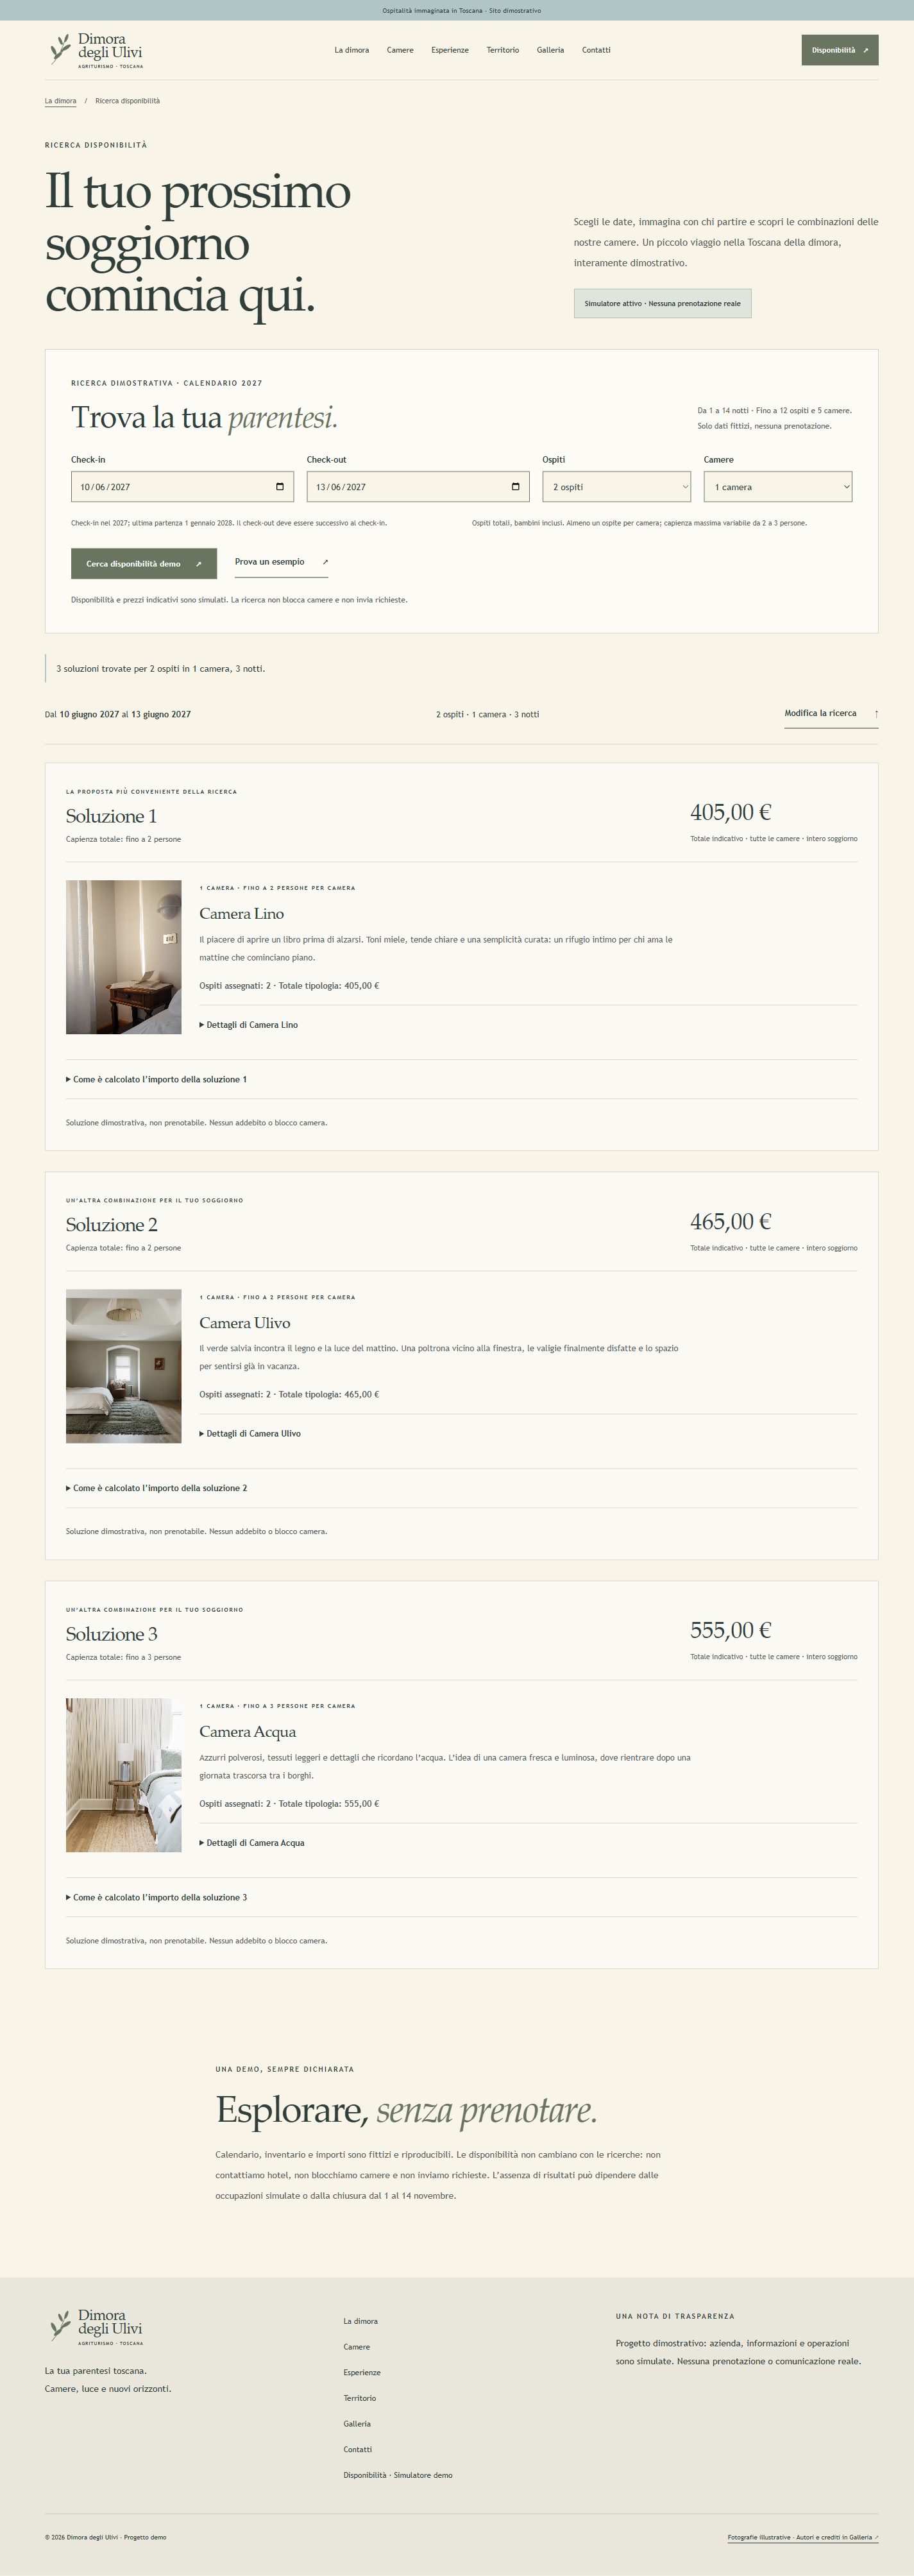 Ospitalità immaginata in Toscana · Sito dimostrativo
Dimora
degli Ulivi
AGRITURISMO · TOSCANA
La dimora Camere Esperienze Territorio Galleria Contatti
Disponibilità ↗
La dimora / Ricerca disponibilità
RICERCA DISPONIBILITÀ
Il tuo prossimo
soggiorno
comincia qui.
Scegli le date, immagina con chi partire e scopri le combinazioni delle
nostre camere. Un piccolo viaggio nella Toscana della dimora,
interamente dimostrativo.
Simulatore attivo · Nessuna prenotazione reale
RICERCA DIMOSTRATIVA · CALENDARIO 2027
Trova la tua parentesi.
Da 1 a 14 notti · Fino a 12 ospiti e 5 camere.
Solo dati fittizi, nessuna prenotazione.
Check-in Check-out Ospiti Camere
10/06/2027 13/06/2027 2 ospiti 1 camera
Check-in nel 2027; ultima partenza 1 gennaio 2028. Il check-out deve essere successivo al check-in.
Ospiti totali, bambini inclusi. Almeno un ospite per camera; capienza massima variabile da 2 a 3 persone.
Cerca disponibilità demo ↗ Prova un esempio ↗
Disponibilità e prezzi indicativi sono simulati. La ricerca non blocca camere e non invia richieste.
3 soluzioni trovate per 2 ospiti in 1 camera, 3 notti.
Dal 10 giugno 2027 al 13 giugno 2027 2 ospiti · 1 camera · 3 notti Modifica la ricerca ↑
LA PROPOSTA PIÙ CONVENIENTE DELLA RICERCA
Soluzione 1
Capienza totale: fino a 2 persone
405,00 €
Totale indicativo · tutte le camere · intero soggiorno
1 CAMERA · FINO A 2 PERSONE PER CAMERA
Camera Lino
Il piacere di aprire un libro prima di alzarsi. Toni miele, tende chiare e una semplicità curata: un rifugio intimo per chi ama le
mattine che cominciano piano.
Ospiti assegnati: 2 · Totale tipologia: 405,00 €
▶ Dettagli di Camera Lino
▶ Come è calcolato l’importo della soluzione 1
Soluzione dimostrativa, non prenotabile. Nessun addebito o blocco camera.
UN’ALTRA COMBINAZIONE PER IL TUO SOGGIORNO
Soluzione 2
Capienza totale: fino a 2 persone
465,00 €
Totale indicativo · tutte le camere · intero soggiorno
1 CAMERA · FINO A 2 PERSONE PER CAMERA
Camera Ulivo
Il verde salvia incontra il legno e la luce del mattino. Una poltrona vicino alla finestra, le valigie finalmente disfatte e lo spazio
per sentirsi già in vacanza.
Ospiti assegnati: 2 · Totale tipologia: 465,00 €
▶ Dettagli di Camera Ulivo
▶ Come è calcolato l’importo della soluzione 2
Soluzione dimostrativa, non prenotabile. Nessun addebito o blocco camera.
UN’ALTRA COMBINAZIONE PER IL TUO SOGGIORNO
Soluzione 3
Capienza totale: fino a 3 persone
555,00 €
Totale indicativo · tutte le camere · intero soggiorno
1 CAMERA · FINO A 3 PERSONE PER CAMERA
Camera Acqua
Azzurri polverosi, tessuti leggeri e dettagli che ricordano l’acqua. L’idea di una camera fresca e luminosa, dove rientrare dopo una
giornata trascorsa tra i borghi.
Ospiti assegnati: 2 · Totale tipologia: 555,00 €
▶ Dettagli di Camera Acqua
▶ Come è calcolato l’importo della soluzione 3
Soluzione dimostrativa, non prenotabile. Nessun addebito o blocco camera.
UNA DEMO, SEMPRE DICHIARATA
Esplorare, senza prenotare.
Calendario, inventario e importi sono fittizi e riproducibili. Le disponibilità non cambiano con le ricerche: non
contattiamo hotel, non blocchiamo camere e non inviamo richieste. L’assenza di risultati può dipendere dalle
occupazioni simulate o dalla chiusura dal 1 al 14 novembre.
Dimora
degli Ulivi
AGRITURISMO · TOSCANA
La tua parentesi toscana.
Camere, luce e nuovi orizzonti.
La dimora
Camere
Esperienze
Territorio
Galleria
Contatti
Disponibilità · Simulatore demo
UNA NOTA DI TRASPARENZA
Progetto dimostrativo: azienda, informazioni e operazioni
sono simulate. Nessuna prenotazione o comunicazione reale.
© 2026 Dimora degli Ulivi · Progetto demo
Fotografie illustrative · Autori e crediti in Galleria ↗